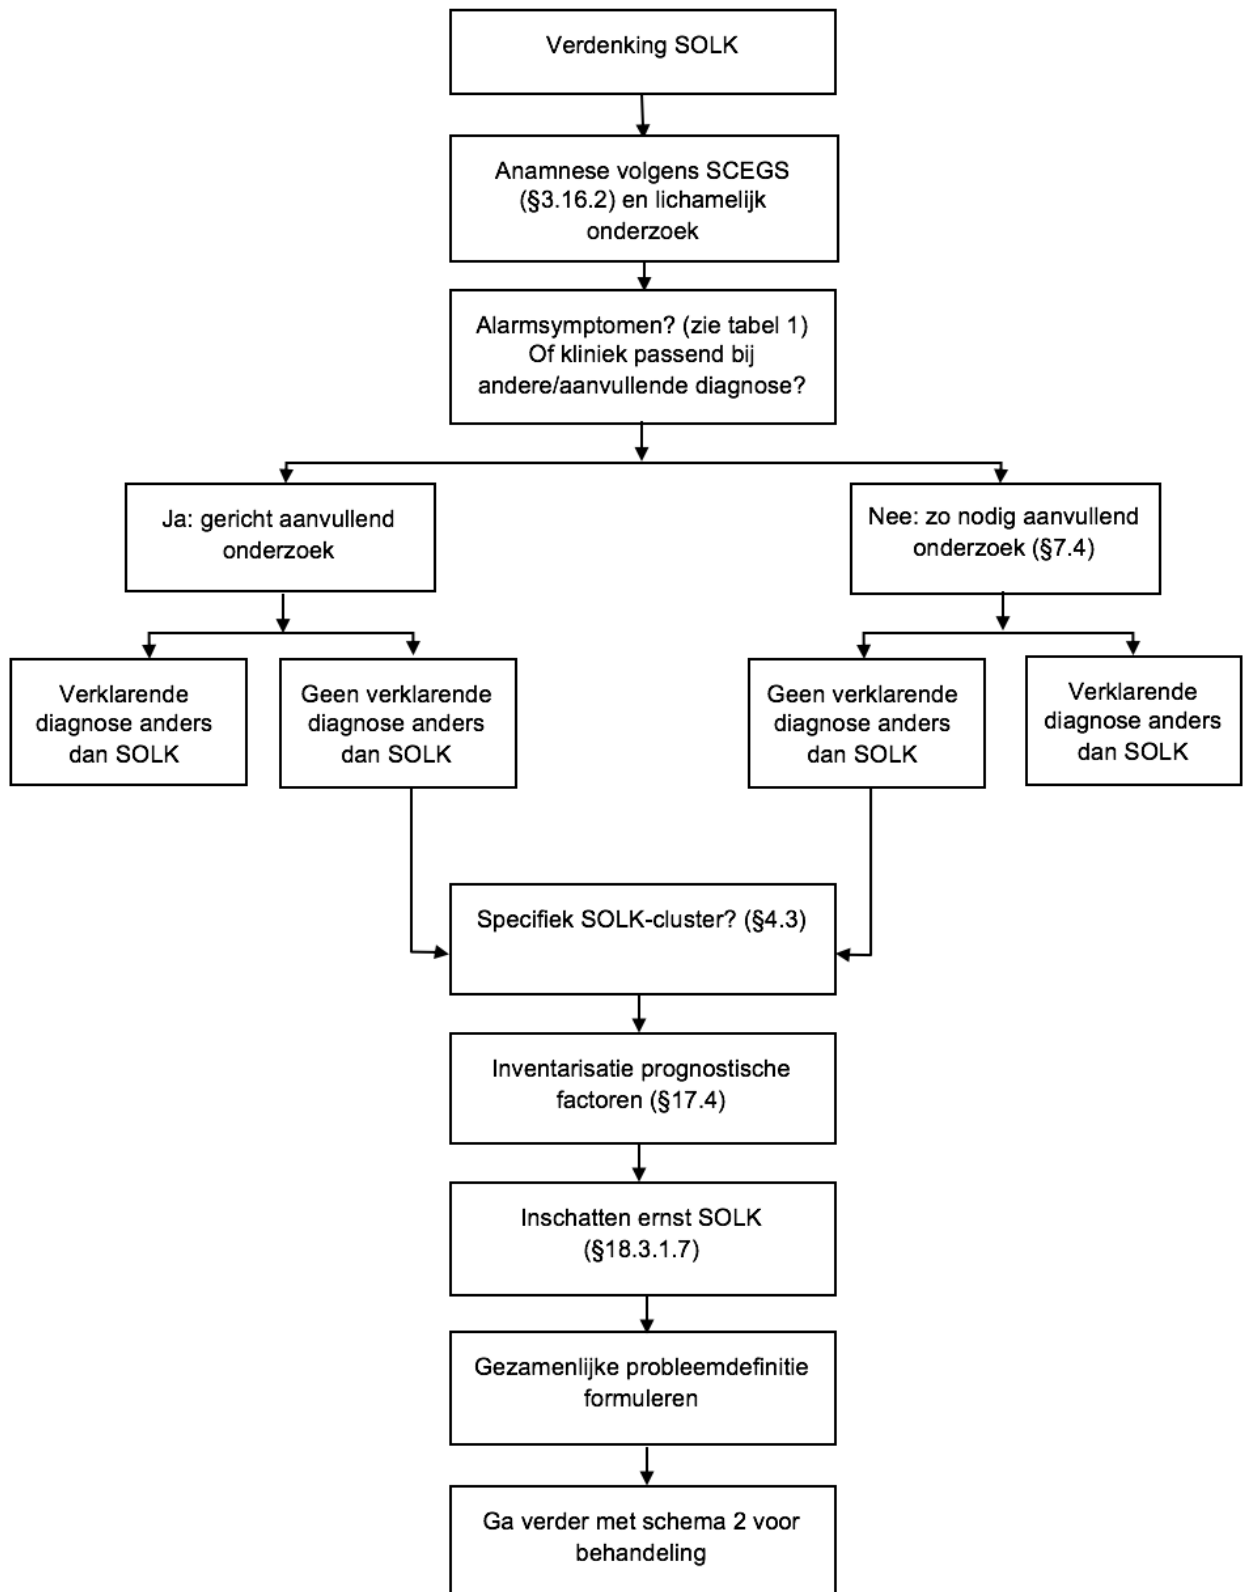 Verdenking SOLK
Anamnese volgens SCEGS
(§3.16.2) en lichamelijk
onderzoek
Alarmsymptomen? (zie tabel 1)
Of kliniek passend bij
andere/aanvullende diagnose?
Ja: gericht aanvullend
onderzoek
Nee: zo nodig aanvullend
onderzoek (§7.4)
Verklarende
diagnose anders
dan SOLK
Geen verklarende
diagnose anders
dan SOLK
Geen verklarende
diagnose anders
dan SOLK
Verklarende
diagnose anders
dan SOLK
Specifiek SOLK-cluster? (§4.3)
Inventarisatie prognostische
factoren (§17.4)
Inschatten ernst SOLK
(§18.3.1.7)
Gezamenlijke probleemdefinitie
formuleren
Ga verder met schema 2 voor
behandeling